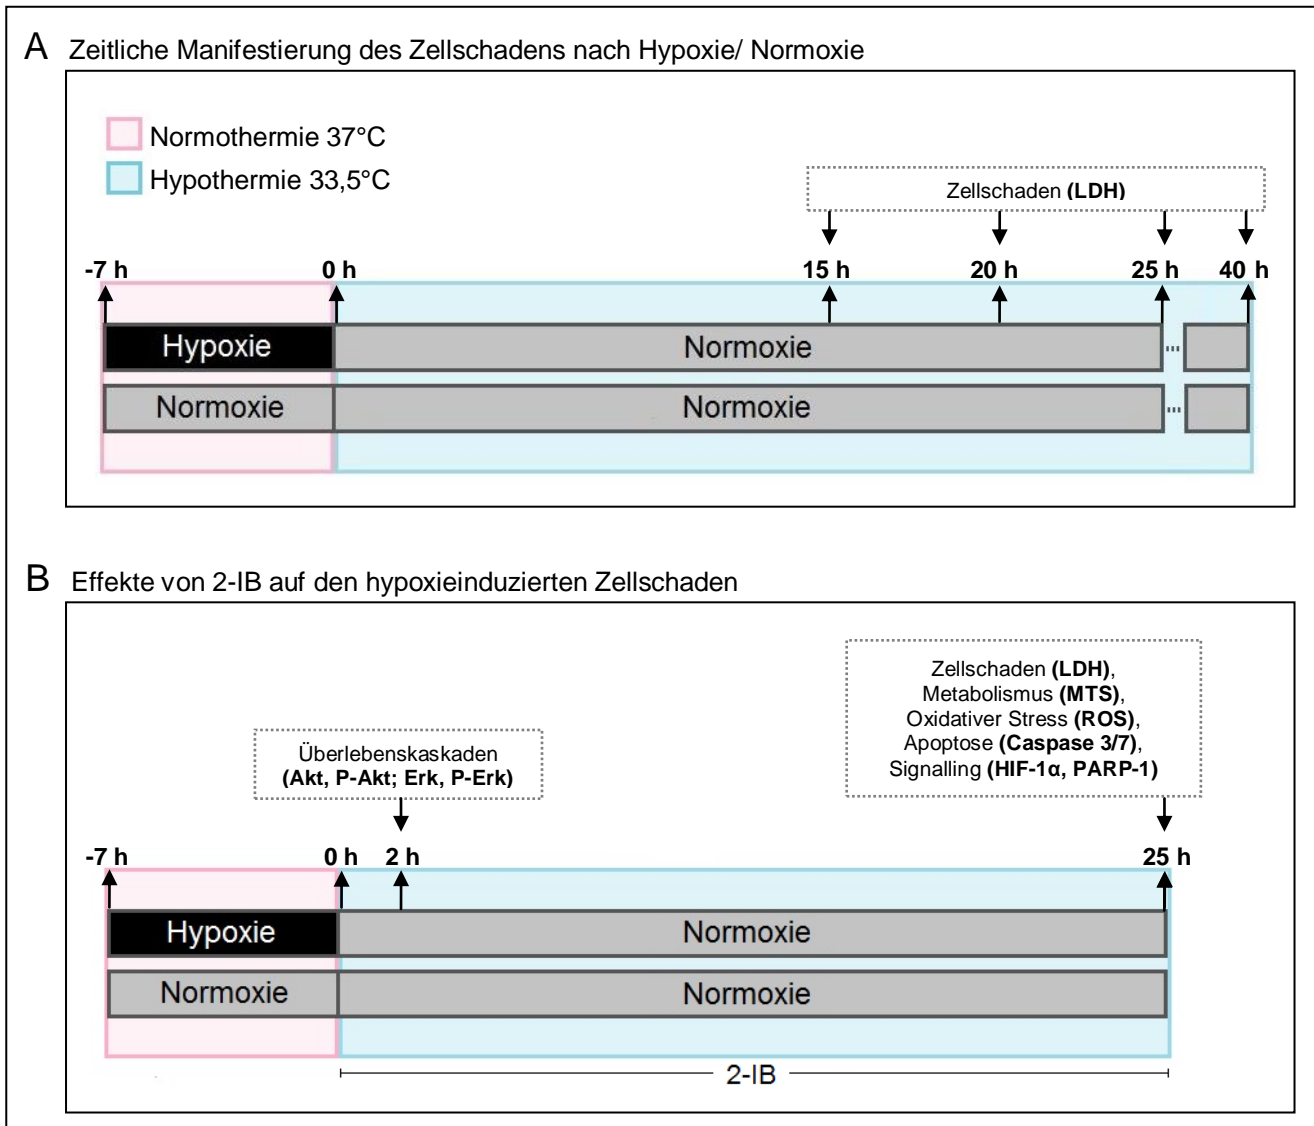 A Zeitliche Manifestierung des Zellschadens nach Hypoxie/ Normoxie
Normothermie 37°C
Hypothermie 33,5°C
Zellschaden (LDH)
-7 h 0 h 15 h 20 h 25 h 40 h
Hypoxie Normoxie ...
Normoxie Normoxie ...
B Effekte von 2-IB auf den hypoxieinduzierten Zellschaden
Zellschaden (LDH),
Metabolismus (MTS),
Oxidativer Stress (ROS),
Apoptose (Caspase 3/7),
Signalling (HIF-1α, PARP-1)
Überlebenskaskaden
(Akt, P-Akt; Erk, P-Erk)
-7 h 0 h 2 h 25 h
Hypoxie Normoxie
Normoxie Normoxie
2-IB